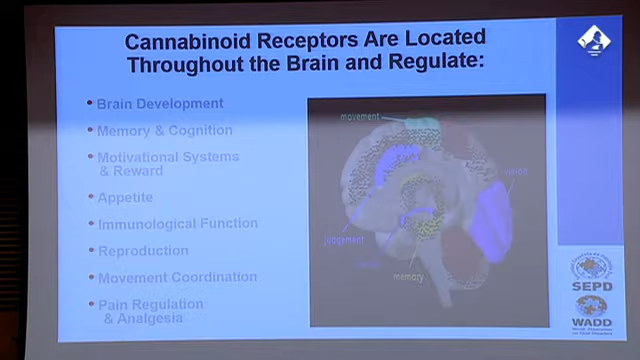 Cannabinoid Receptors Are Located
Throughout the Brain and Regulate:
• Brain Development
• Memory & Cognition
• Motivational Systems
& Reward
• Appetite
• Immunological Function
• Reproduction
• Movement Coordination
• Pain Regulation
& Analgesia
movement
vision
judgement
memory
SEPD
WADD